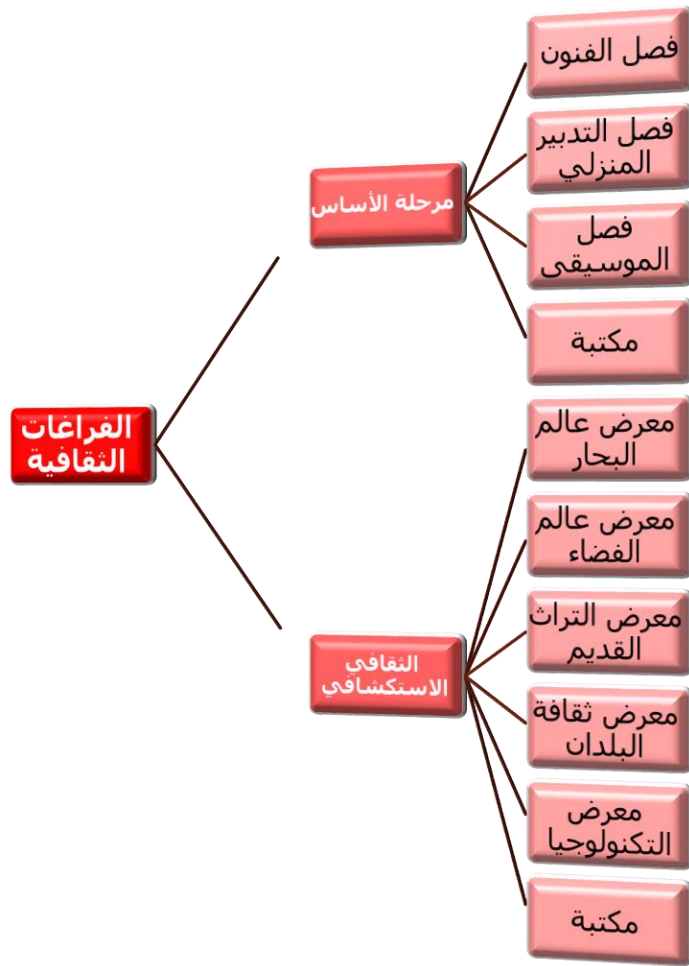 الفراغات
الثقافية
مرحلة الأساس
فصل الفنون
فصل التدبير
المنزلي
فصل
الموسيقى
مكتبة
الثقافي
الاستكشافي
معرض عالم
البحار
معرض عالم
الفضاء
معرض التراث
القديم
معرض ثقافة
البلدان
معرض
التكنولوجيا
مكتبة